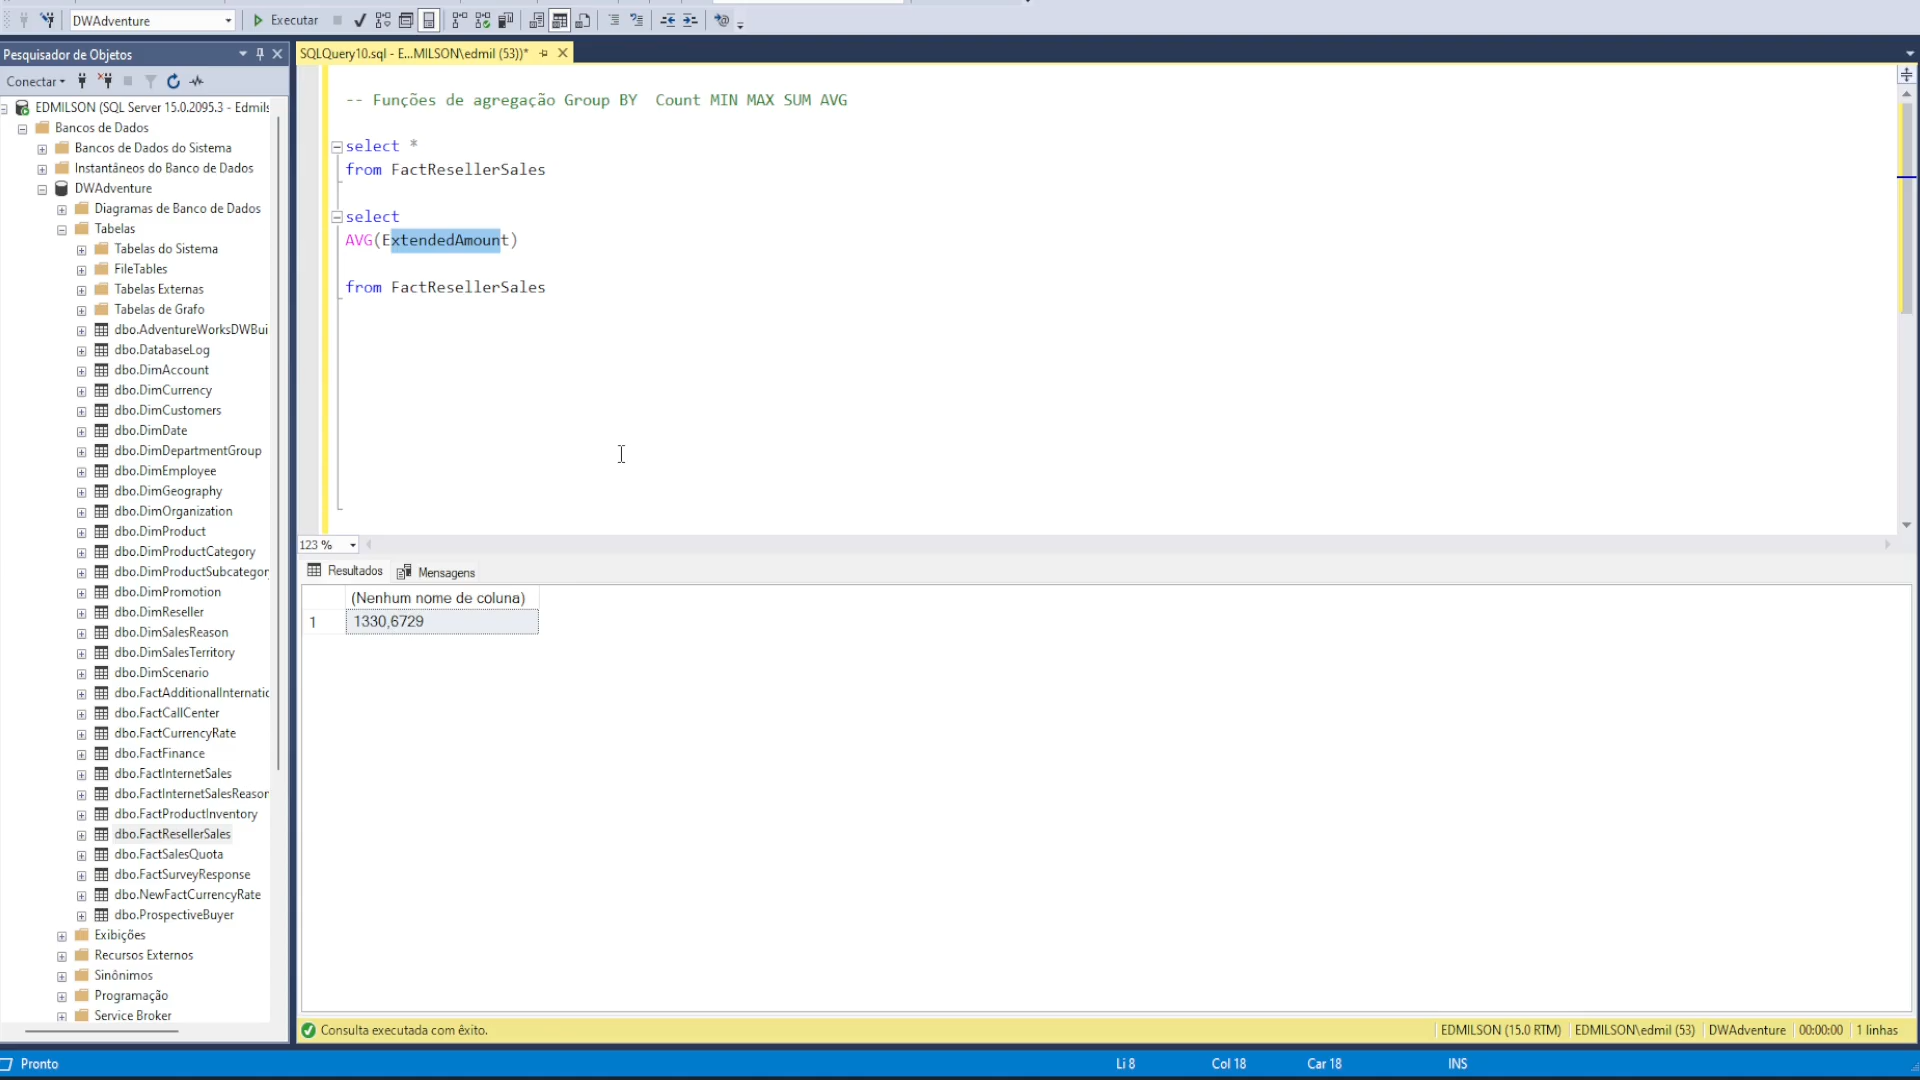 DWAdventure
Executar
Pesquisador de Objetos
SQLQuery10.sql - E...MILSON\edmil (53))*
Conectar
EDMILSON (SQL Server 15.0.2095.3 - Edmils
Bancos de Dados
Bancos de Dados do Sistema
Instantâneos do Banco de Dados
DWAdventure
Diagramas de Banco de Dados
Tabelas
Tabelas do Sistema
FileTables
Tabelas Externas
Tabelas de Grafo
dbo.AdventureWorksDWBui
dbo.DatabaseLog
dbo.DimAccount
dbo.DimCurrency
dbo.DimCustomers
dbo.DimDate
dbo.DimDepartmentGroup
dbo.DimEmployee
dbo.DimGeography
dbo.DimOrganization
dbo.DimProduct
dbo.DimProductCategory
dbo.DimProductSubcategor
dbo.DimPromotion
dbo.DimReseller
dbo.DimSalesReason
dbo.DimSalesTerritory
dbo.DimScenario
dbo.FactAdditionalInternatic
dbo.FactCallCenter
dbo.FactCurrencyRate
dbo.FactFinance
dbo.FactInternetSales
dbo.FactInternetSalesReason
dbo.FactProductInventory
dbo.FactResellerSales
dbo.FactSalesQuota
dbo.FactSurveyResponse
dbo.NewFactCurrencyRate
dbo.ProspectiveBuyer
Exibições
Recursos Externos
Sinônimos
Programação
Service Broker
-- Funções de agregação Group BY  Count MIN MAX SUM AVG
select *
from FactResellerSales
select
AVG(ExtendedAmount)
from FactResellerSales
123 %
Resultados
Mensagens
(Nenhum nome de coluna)
1
1330,6729
Consulta executada com êxito.
EDMILSON (15.0 RTM)
EDMILSON\edmil (53)
DWAdventure
00:00:00
1 linhas
Pronto
Li 8
Col 18
Car 18
INS